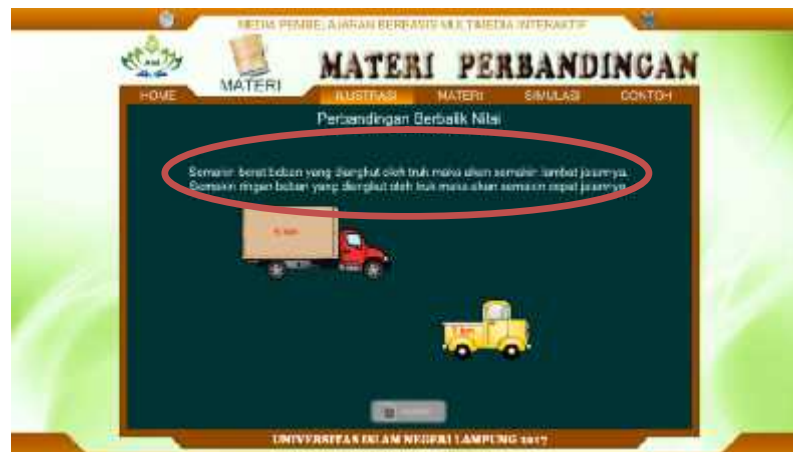 MEDIA PEMBELAJARAN BERBASIS MULTIMEDIA INTERAKTIF
MATERI
MATERI PERBANDINGAN
HOME ILUSTRASI MATERI SIMULASI CONTOH
Perbandingan Berbalik Nilai
Semakin berat beban yang diangkut oleh truk maka akan semakin lambat jalannya.
Semakin ringan beban yang diangkut oleh truk maka akan semakin cepat jalannya.
UNIVERSITAS ISLAM NEGERI LAMPUNG 2017